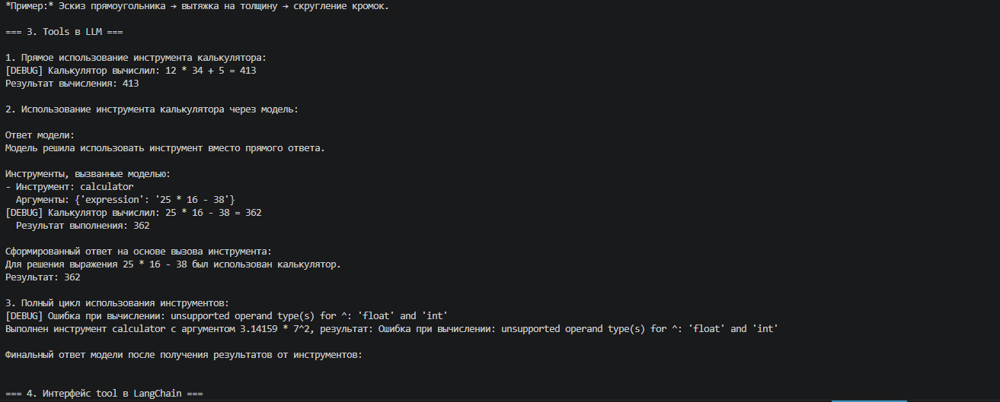 *Пример:* Эскиз прямоугольника → вытяжка на толщину → скругление кромок.
=== 3. Tools в LLM ===
1. Прямое использование инструмента калькулятора:
[DEBUG] Калькулятор вычислил: 12 * 34 + 5 = 413
Результат вычисления: 413
2. Использование инструмента калькулятора через модель:
Ответ модели:
Модель решила использовать инструмент вместо прямого ответа.
Инструменты, вызванные моделью:
- Инструмент: calculator
  Аргументы: {'expression': '25 * 16 - 38'}
[DEBUG] Калькулятор вычислил: 25 * 16 - 38 = 362
  Результат выполнения: 362
Сформированный ответ на основе вызова инструмента:
Для решения выражения 25 * 16 - 38 был использован калькулятор.
Результат: 362
3. Полный цикл использования инструментов:
[DEBUG] Ошибка при вычислении: unsupported operand type(s) for ^: 'float' and 'int'
Выполнен инструмент calculator с аргументом 3.14159 * 7^2, результат: Ошибка при вычислении: unsupported operand type(s) for ^: 'float' and 'int'
Финальный ответ модели после получения результатов от инструментов:
=== 4. Интерфейс tool в LangChain ===